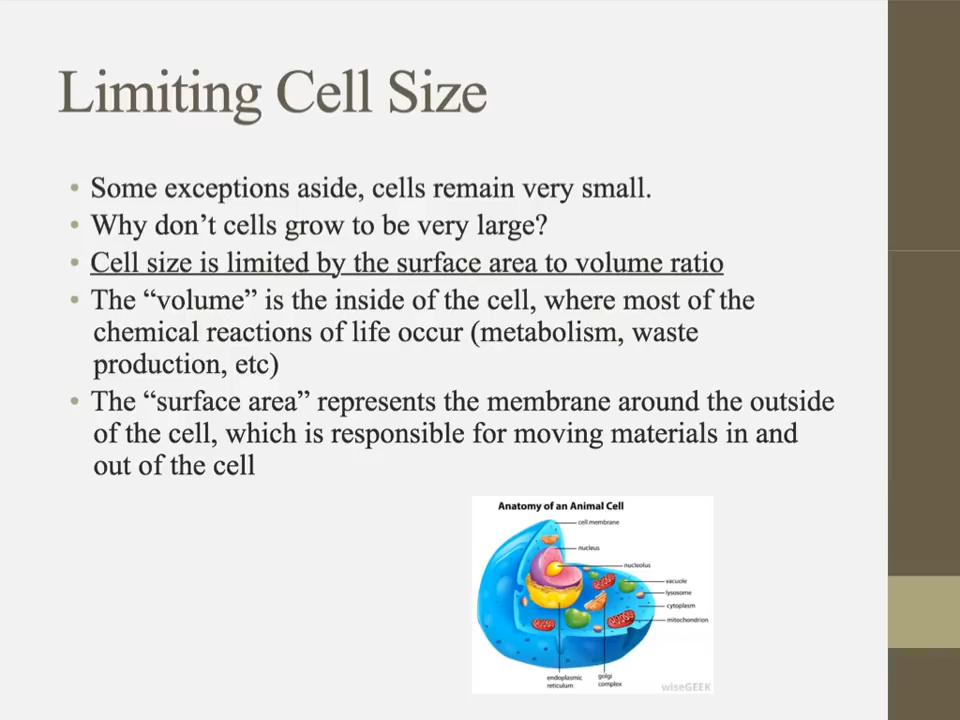 Limiting Cell Size
• Some exceptions aside, cells remain very small.
• Why don’t cells grow to be very large?
• Cell size is limited by the surface area to volume ratio
• The “volume” is the inside of the cell, where most of the
chemical reactions of life occur (metabolism, waste
production, etc)
• The “surface area” represents the membrane around the outside
of the cell, which is responsible for moving materials in and
out of the cell
Anatomy of an Animal Cell
cell membrane
nucleus
nucleolus
vacuole
lysosome
cytoplasm
mitochondrion
endoplasmic
reticulum
golgi
complex
wiseGEEK